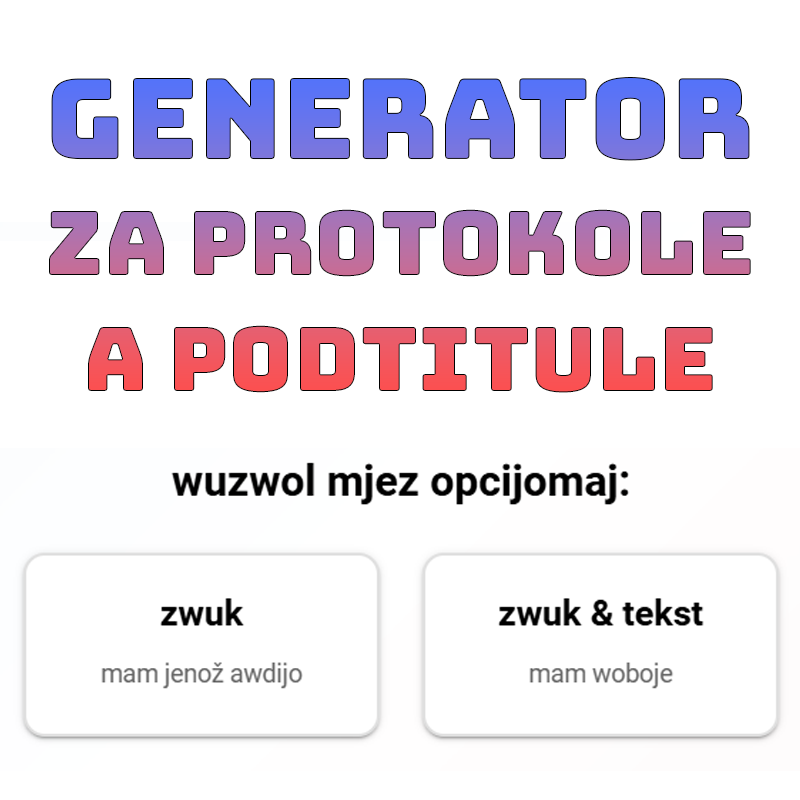 GENERATOR
ZA PROTOKOLE
A PODTITULE
wuzwol mjez opcijomaj:
zwuk
mam jenož awdijo
zwuk & tekst
mam woboje